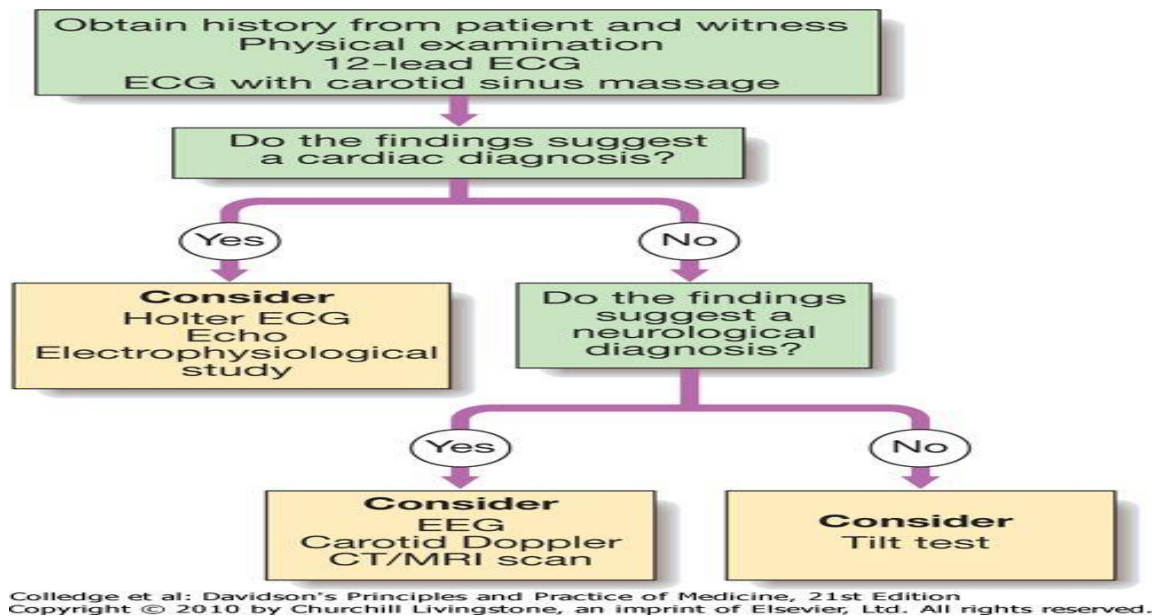 Obtain history from patient and witness
Physical examination
12-lead ECG
ECG with carotid sinus massage
Do the findings suggest
a cardiac diagnosis?
Yes
No
Consider
Holter ECG
Echo
Electrophysiological
study
Do the findings
suggest a
neurological
diagnosis?
Yes
No
Consider
EEG
Carotid Doppler
CT/MRI scan
Consider
Tilt test
Colledge et al: Davidson's Principles and Practice of Medicine, 21st Edition
Copyright © 2010 by Churchill Livingstone, an imprint of Elsevier, Ltd. All rights reserved.